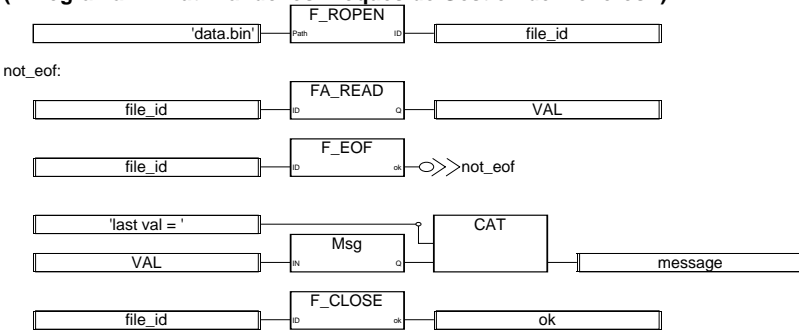 F_ROPEN
'data.bin' Path ID file_id
not_eof:
FA_READ
file_id ID Q VAL
F_EOF
file_id ID ok not_eof
'last val = ' CAT
Msg
VAL IN Q message
F_CLOSE
file_id ID ok ok